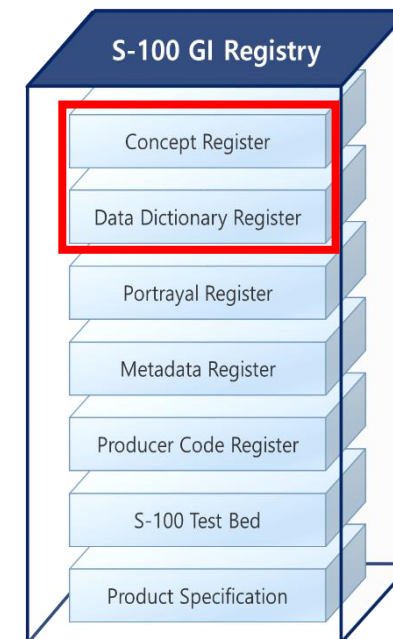 S-100 GI Registry
Concept Register
Data Dictionary Register
Portrayal Register
Metadata Register
Producer Code Register
S-100 Test Bed
Product Specification